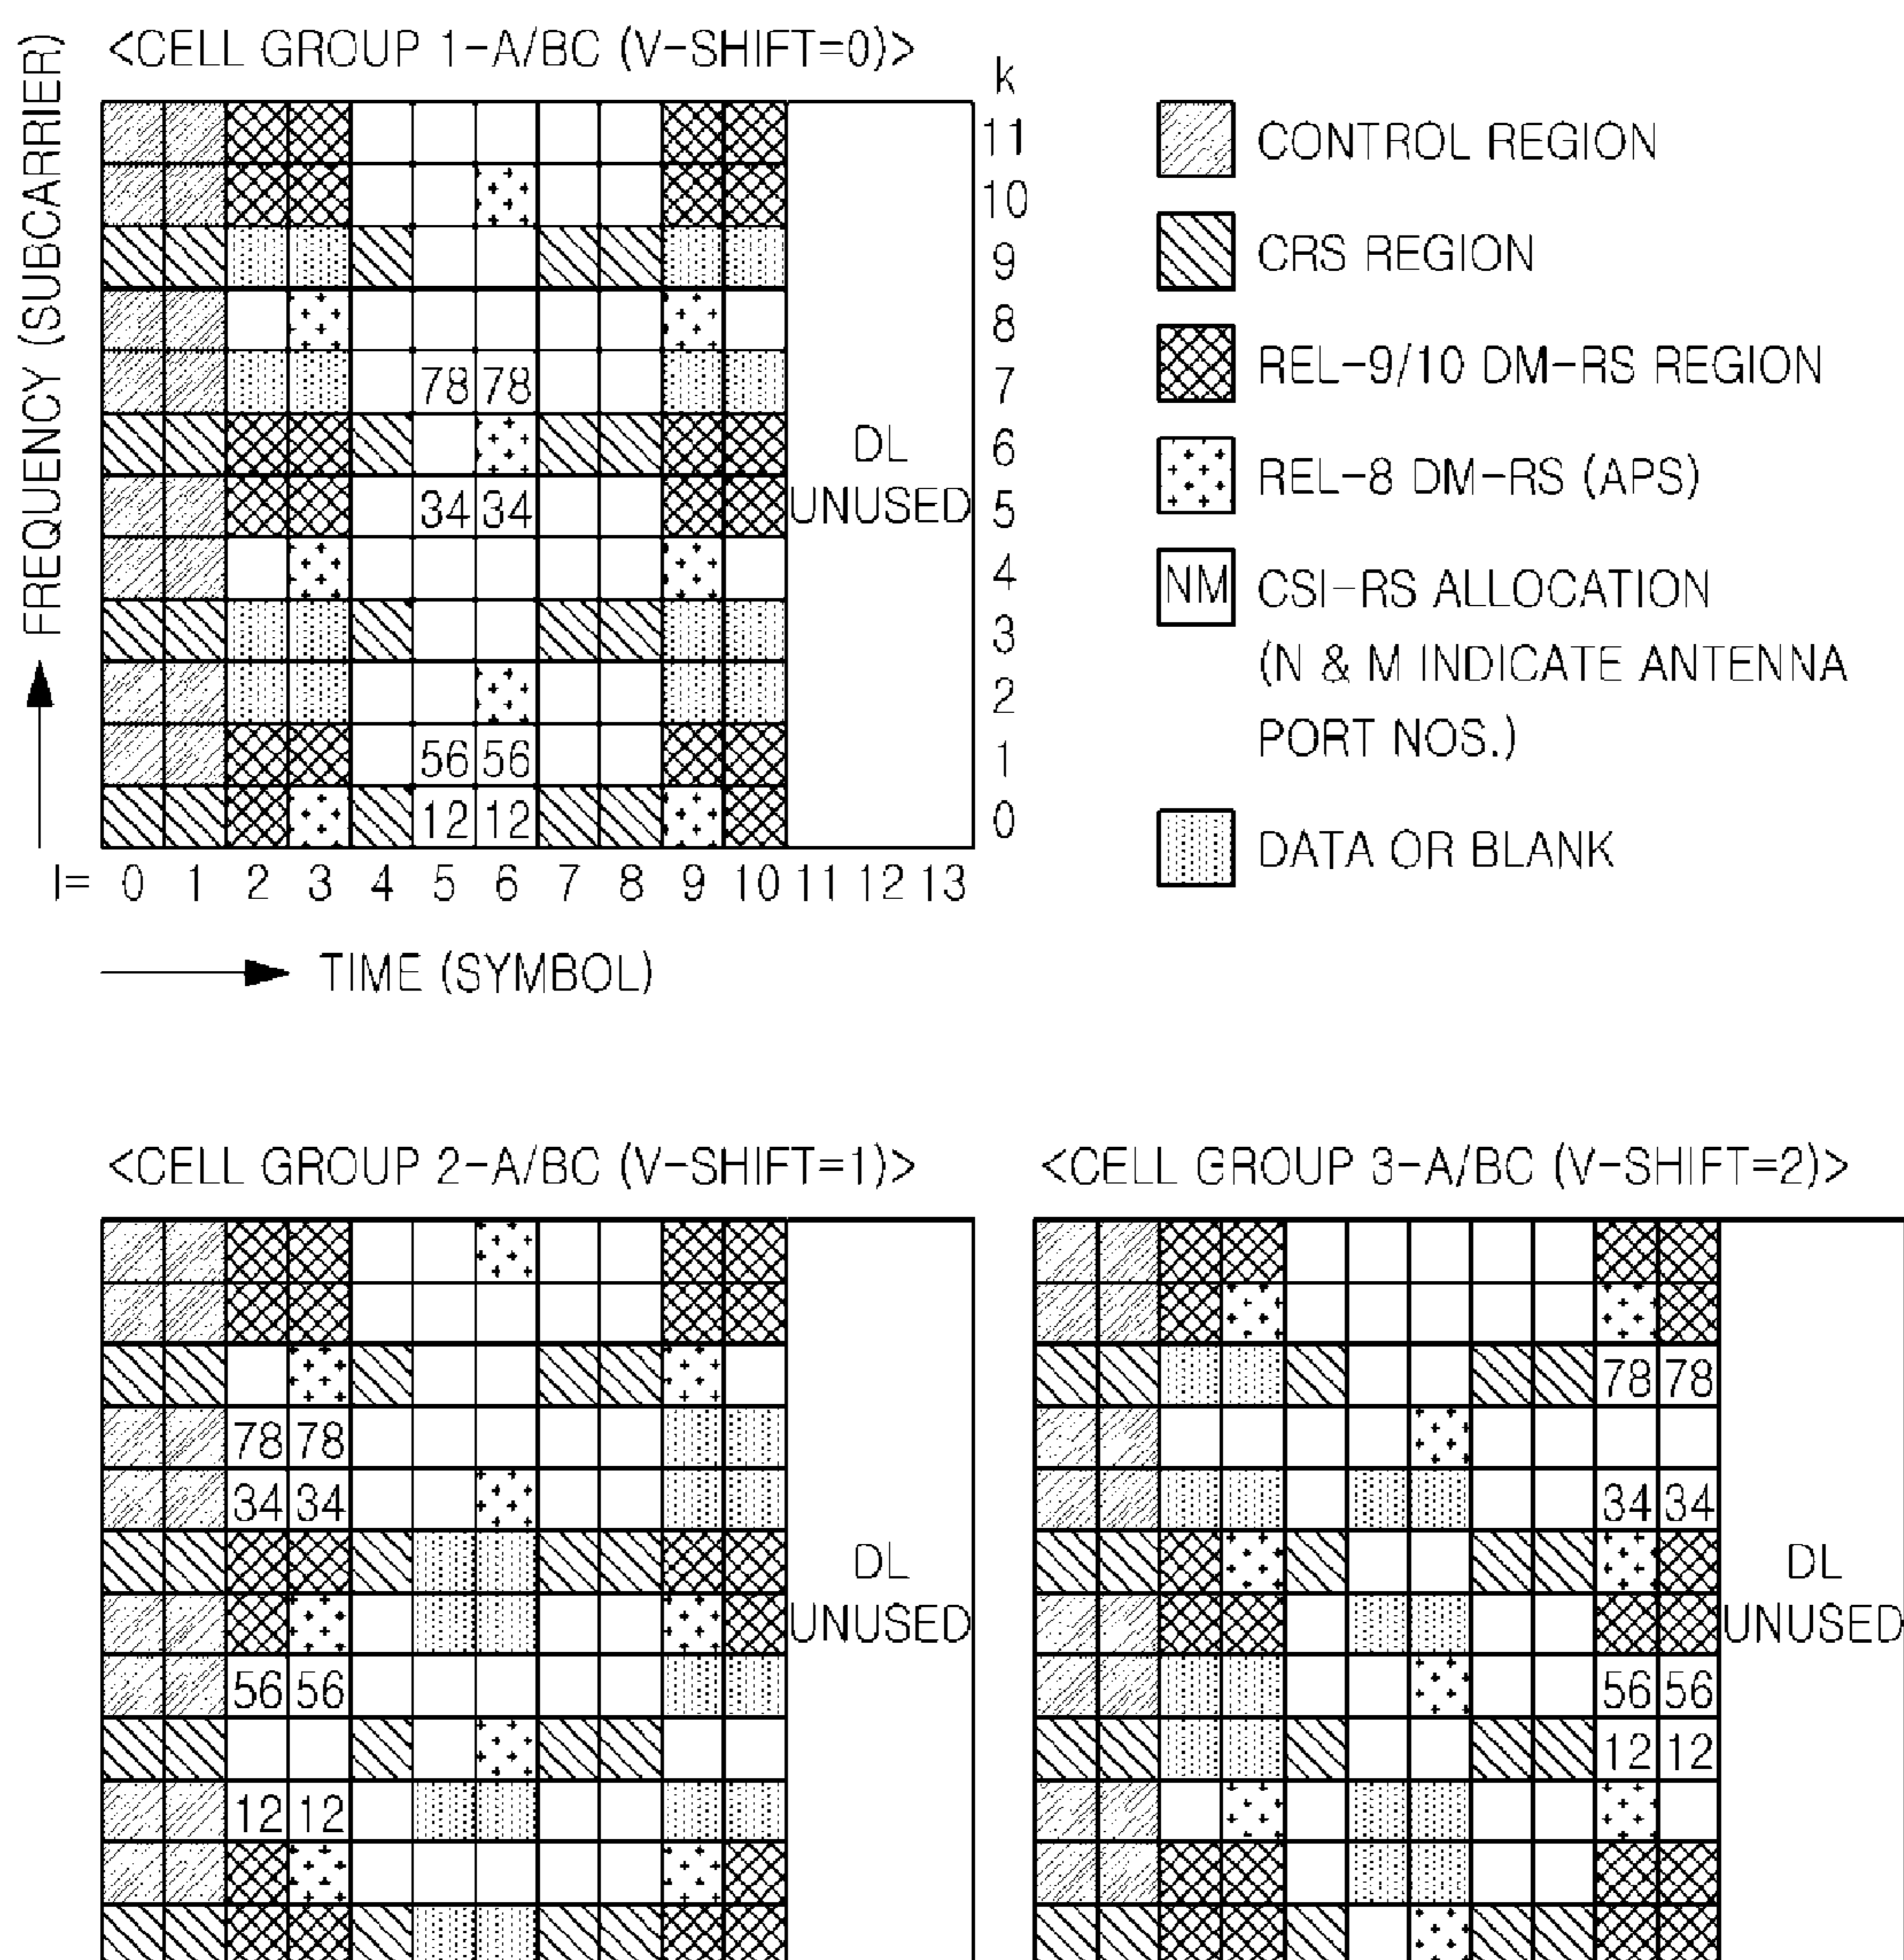 <CELL GROUP 1-A/BC (V-SHIFT=0)>
FREQUENCY (SUBCARRIER)
k
11
10
9
8
78 78 7
6
34 34 5
4
3
2
56 56 1
12 12 0
DL
UNUSED
l= 0 1 2 3 4 5 6 7 8 9 10 11 12 13
TIME (SYMBOL)
CONTROL REGION
CRS REGION
REL-9/10 DM-RS REGION
REL-8 DM-RS (APS)
NM CSI-RS ALLOCATION
(N & M INDICATE ANTENNA
PORT NOS.)
DATA OR BLANK
<CELL GROUP 2-A/BC (V-SHIFT=1)>
78 78
34 34
56 56
12 12
DL
UNUSED
<CELL GROUP 3-A/BC (V-SHIFT=2)>
78 78
34 34
56 56
12 12
DL
UNUSED